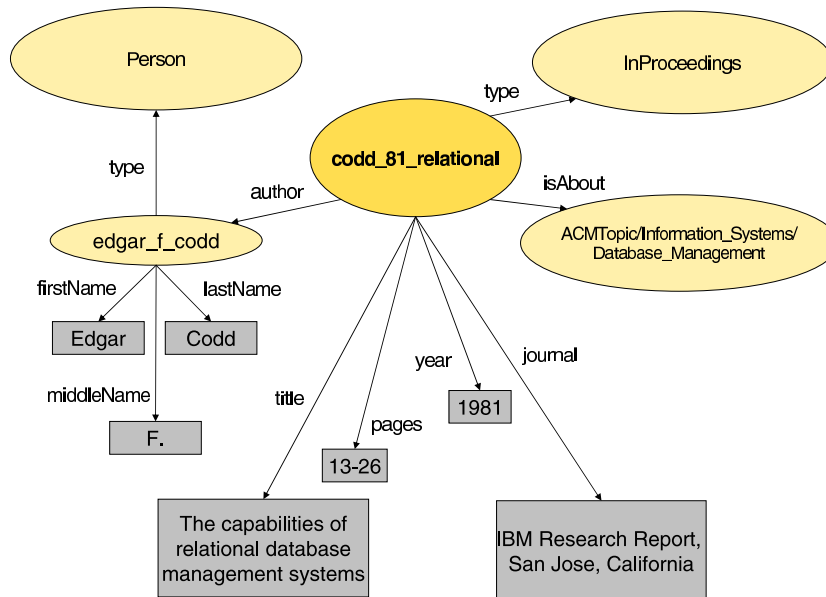 Person
InProceedings
type
codd_81_relational
type
isAbout
author
edgar_f_codd
ACMTopic/Information_Systems/
Database_Management
firstName
lastName
Edgar
Codd
year
journal
middleName
title
1981
pages
F.
13-26
The capabilities of
relational database
management systems
IBM Research Report,
San Jose, California